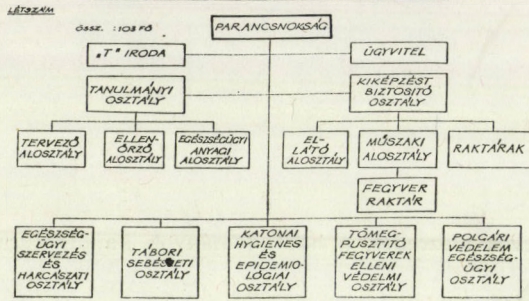 LÉTSZÁM
ÖSSZ. : 103 FŐ
PARANCSNOKSÁG
"T" IRODA
ÜGYVITEL
TANULMÁNYI
OSZTÁLY
KIKÉPZÉST
BIZTOSITÓ
OSZTÁLY
TERVEZŐ
ALOSZTÁLY
ELLEN-
ŐRZŐ
ALOSZTÁLY
EGÉSZSÉGÜGYI
ANYAGI
ALOSZTÁLY
EL-
LÁTÓ
ALOSZTÁLY
MŰSZAKI
ALOSZTÁLY
RAKTÁRAK
FEGYVER
RAKTÁR
EGÉSZSÉG-
ÜGYI
SZERVEZÉS
ÉS
HARCÁSZATI
OSZTÁLY
TÁBORI
SEBÉSZETI
OSZTÁLY
KATONAI
HYGIENES
ÉS
EPIDEMIO-
LÓGIAI
OSZTÁLY
TÖMEG-
PUSZTITÓ
FEGYVEREK
ELLENI
VÉDELMI
OSZTÁLY
POLGÁRI
VÉDELEM
EGÉSZSÉG-
ÜGYI
OSZTÁLY